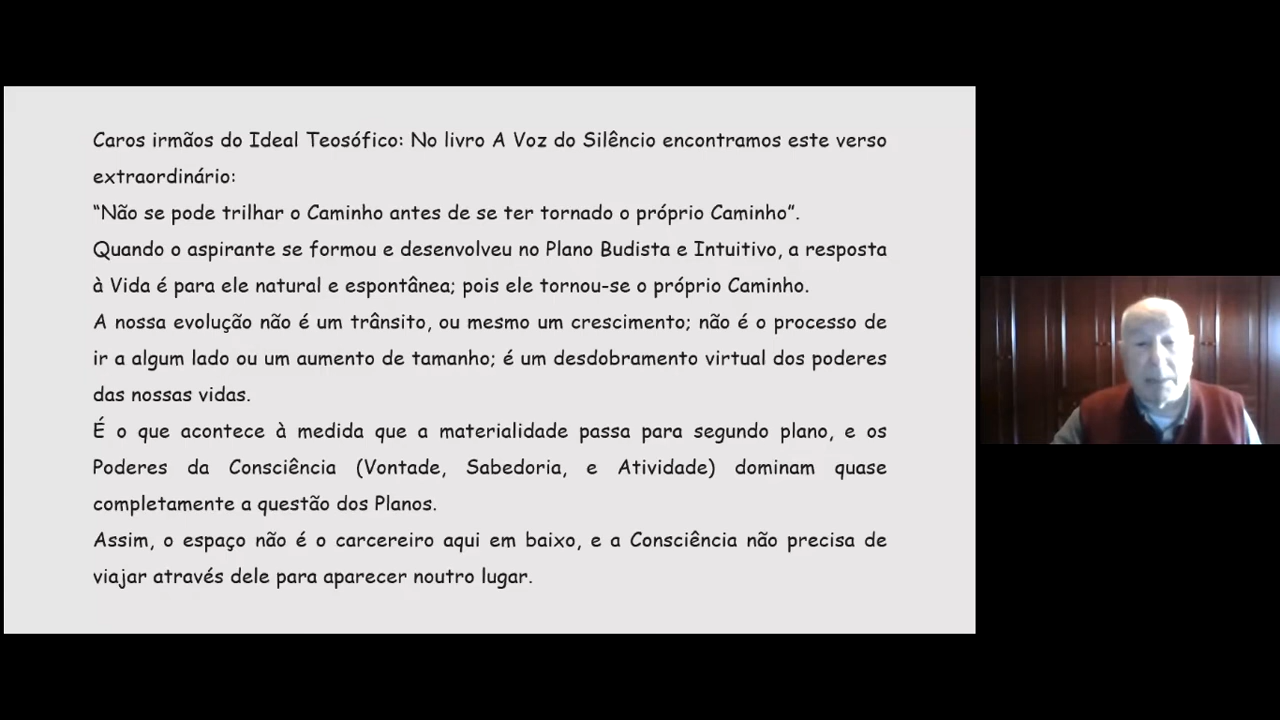 Caros irmãos do Ideal Teosófico: No livro A Voz do Silêncio encontramos este verso
extraordinário:
“Não se pode trilhar o Caminho antes de se ter tornado o próprio Caminho”.
Quando o aspirante se formou e desenvolveu no Plano Budista e Intuitivo, a resposta
à Vida é para ele natural e espontânea; pois ele tornou-se o próprio Caminho.
A nossa evolução não é um trânsito, ou mesmo um crescimento; não é o processo de
ir a algum lado ou um aumento de tamanho; é um desdobramento virtual dos poderes
das nossas vidas.
É o que acontece à medida que a materialidade passa para segundo plano, e os
Poderes da Consciência (Vontade, Sabedoria, e Atividade) dominam quase
completamente a questão dos Planos.
Assim, o espaço não é o carcereiro aqui em baixo, e a Consciência não precisa de
viajar através dele para aparecer noutro lugar.